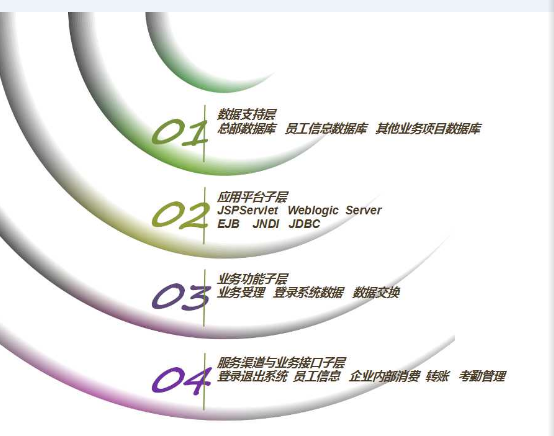 01
数据支持层
总部数据库 员工信息数据库 其他业务项目数据库
02
应用平台子层
JSPServlet Weblogic Server
EJB JNDI JDBC
03
业务功能子层
业务受理 登录系统数据 数据交换
04
服务渠道与业务接口子层
登录退出系统 员工信息 企业内部消费 转账 考勤管理